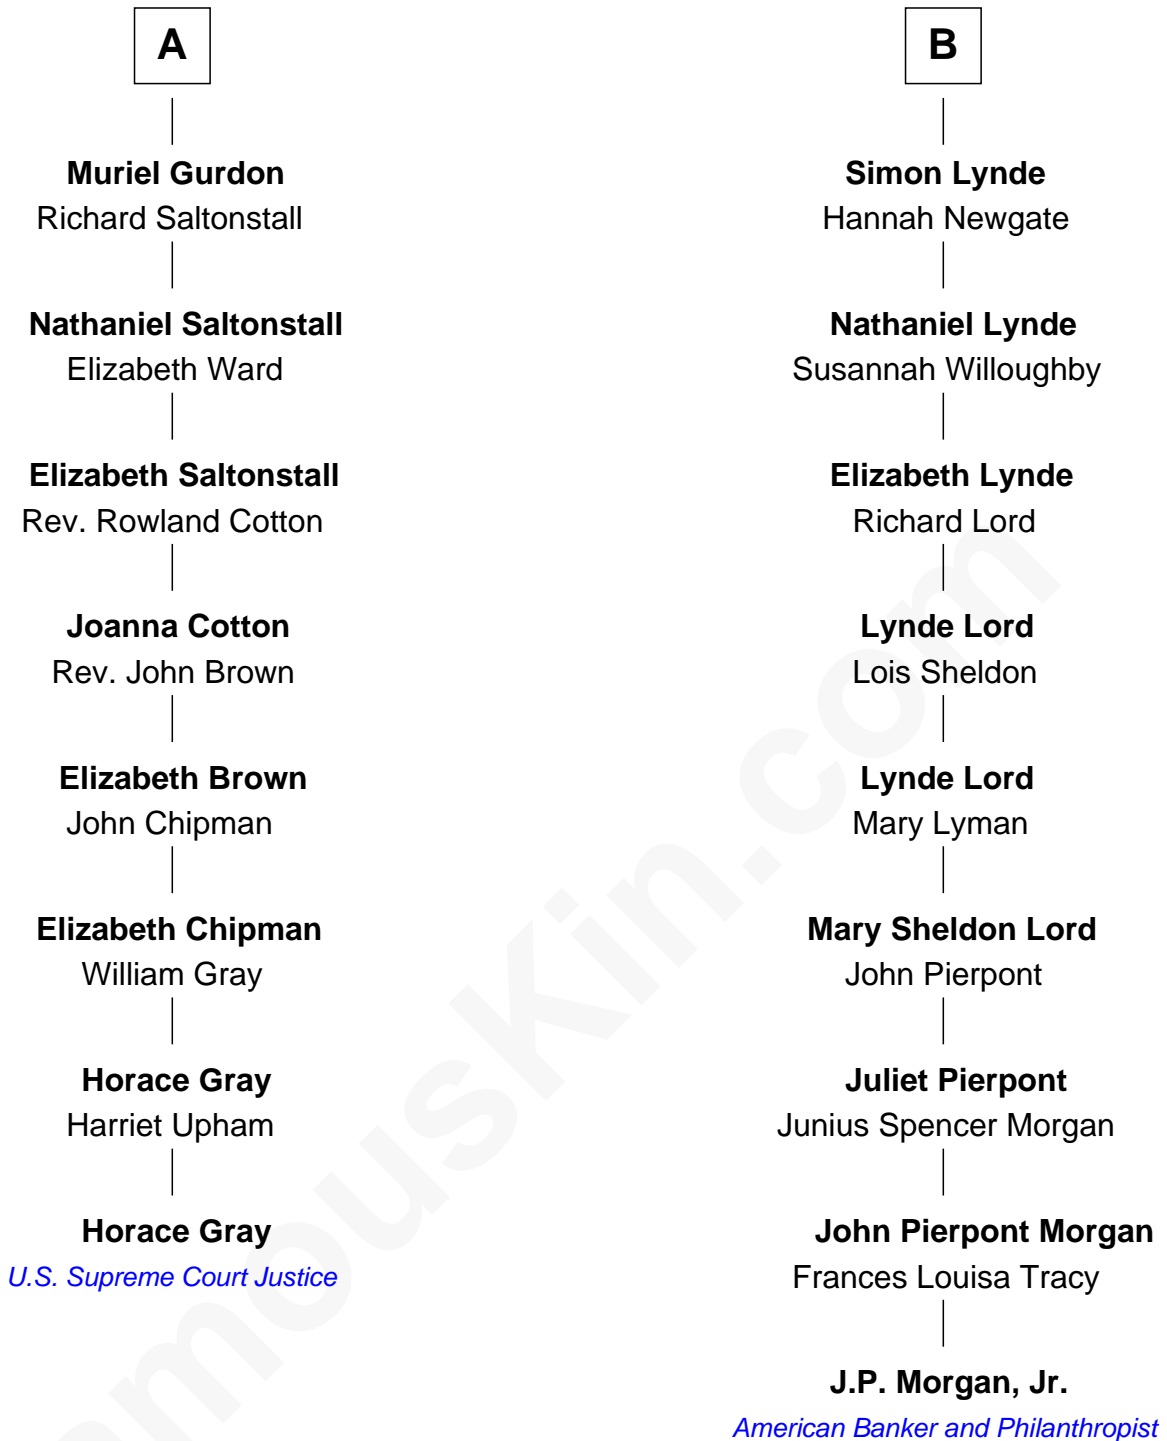 A
Muriel Gurdon
Richard Saltonstall
Nathaniel Saltonstall
Elizabeth Ward
Elizabeth Saltonstall
Rev. Rowland Cotton
Joanna Cotton
Rev. John Brown
Elizabeth Brown
John Chipman
Elizabeth Chipman
William Gray
Horace Gray
Harriet Upham
Horace Gray
U.S. Supreme Court Justice
B
Simon Lynde
Hannah Newgate
Nathaniel Lynde
Susannah Willoughby
Elizabeth Lynde
Richard Lord
Lynde Lord
Lois Sheldon
Lynde Lord
Mary Lyman
Mary Sheldon Lord
John Pierpont
Juliet Pierpont
Junius Spencer Morgan
John Pierpont Morgan
Frances Louisa Tracy
J.P. Morgan, Jr.
American Banker and Philanthropist
amouskin.com